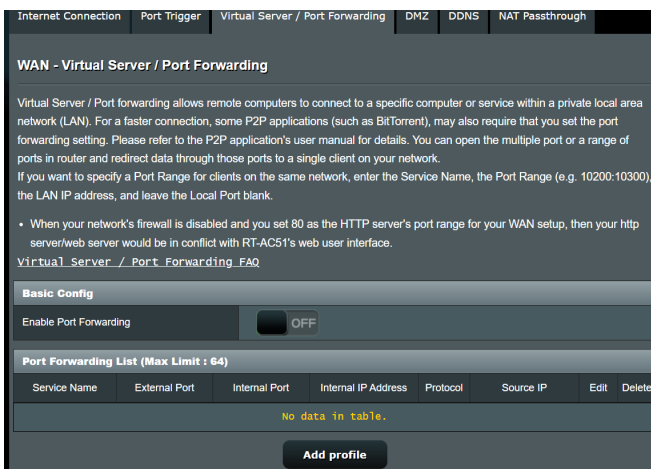 Internet Connection Port Trigger Virtual Server / Port Forwarding DMZ DDNS NAT Passthrough
WAN - Virtual Server / Port Forwarding
Virtual Server / Port forwarding allows remote computers to connect to a specific computer or service within a private local area
network (LAN). For a faster connection, some P2P applications (such as BitTorrent), may also require that you set the port
forwarding setting. Please refer to the P2P application's user manual for details. You can open the multiple port or a range of
ports in router and redirect data through those ports to a single client on your network.
If you want to specify a Port Range for clients on the same network, enter the Service Name, the Port Range (e.g. 10200:10300),
the LAN IP address, and leave the Local Port blank.
• When your network's firewall is disabled and you set 80 as the HTTP server's port range for your WAN setup, then your http
server/web server would be in conflict with RT-AC51's web user interface.
Virtual Server / Port Forwarding FAQ
Basic Config
Enable Port Forwarding OFF
Port Forwarding List (Max Limit : 64)
Service Name External Port Internal Port Internal IP Address Protocol Source IP Edit Delete
No data in table.
Add profile